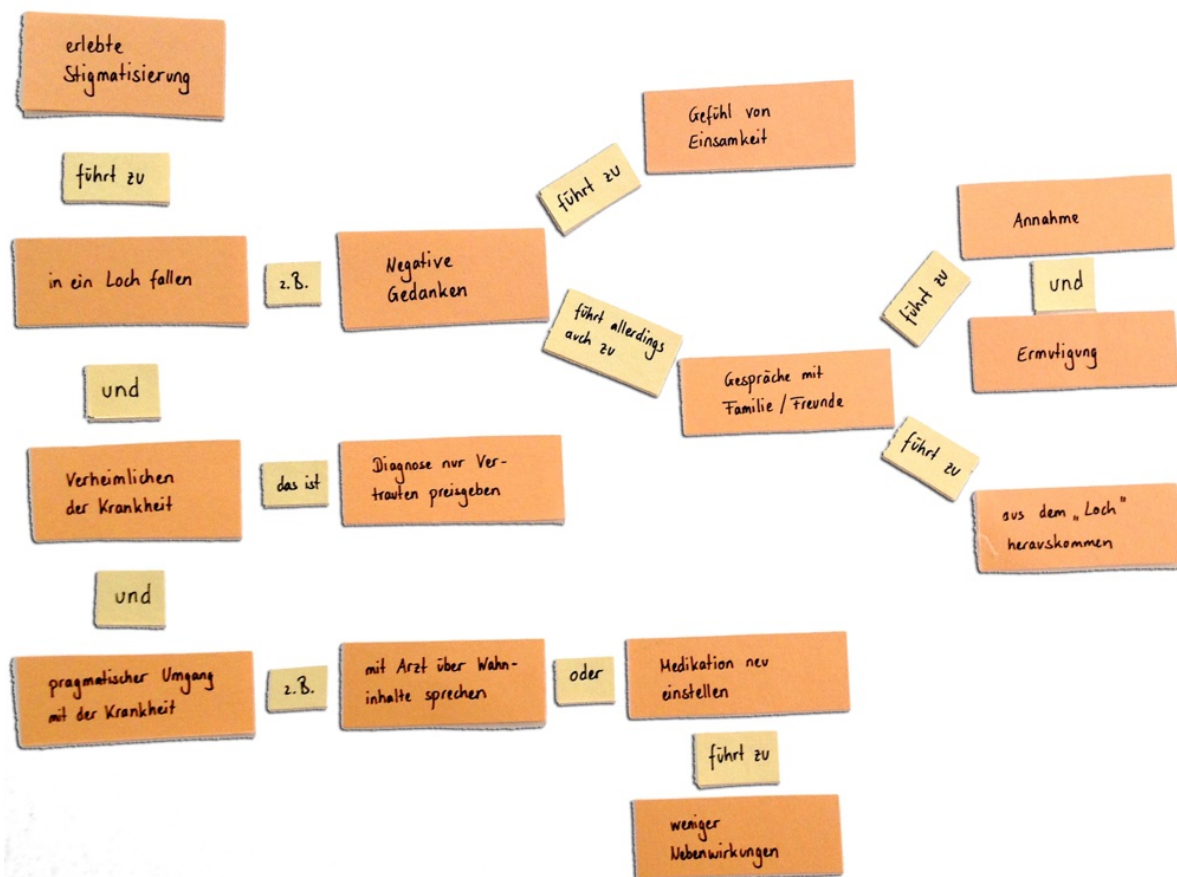 erlebte
Stigmatisierung
führt zu
in ein Loch fallen
z.B.
Negative
Gedanken
führt zu
Gefühl von
Einsamkeit
führt allerdings
auch zu
Gespräche mit
Familie / Freunde
führt zu
Annahme
und
Ermutigung
führt zu
aus dem „Loch"
herauskommen
und
Verheimlichen
der Krankheit
das ist
Diagnose nur Ver-
trauten preisgeben
und
pragmatischer Umgang
mit der Krankheit
z.B.
mit Arzt über Wahn-
inhalte sprechen
oder
Medikation neu
einstellen
führt zu
weniger
Nebenwirkungen